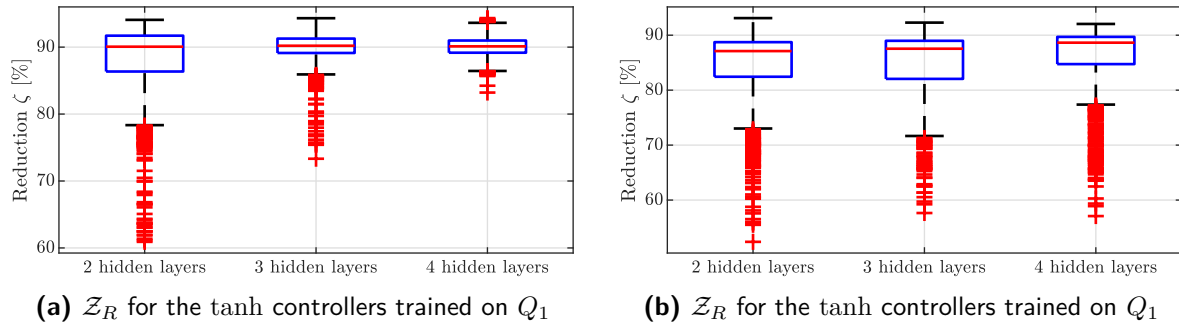 Reduction ζ [%]
90
80
70
60
2 hidden layers
3 hidden layers
4 hidden layers
(a) 𝒵_R for the tanh controllers trained on Q_1
Reduction ζ [%]
90
80
70
60
2 hidden layers
3 hidden layers
4 hidden layers
(b) 𝒵_R for the tanh controllers trained on Q_1